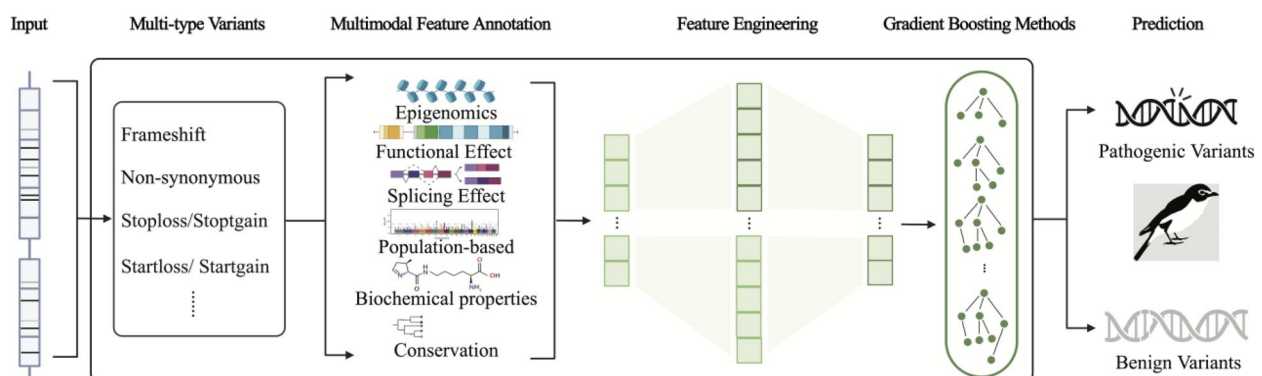 Input
Multi-type Variants
Multimodal Feature Annotation
Feature Engineering
Gradient Boosting Methods
Prediction
Frameshift
Non-synonymous
Stoploss/Stoptgain
Startloss/ Startgain
Epigenomics
Functional Effect
Splicing Effect
Population-based
Biochemical properties
Conservation
Pathogenic Variants
Benign Variants